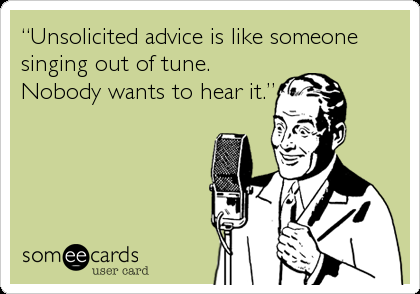 “Unsolicited advice is like someone
singing out of tune.
Nobody wants to hear it.”
someecards
user card